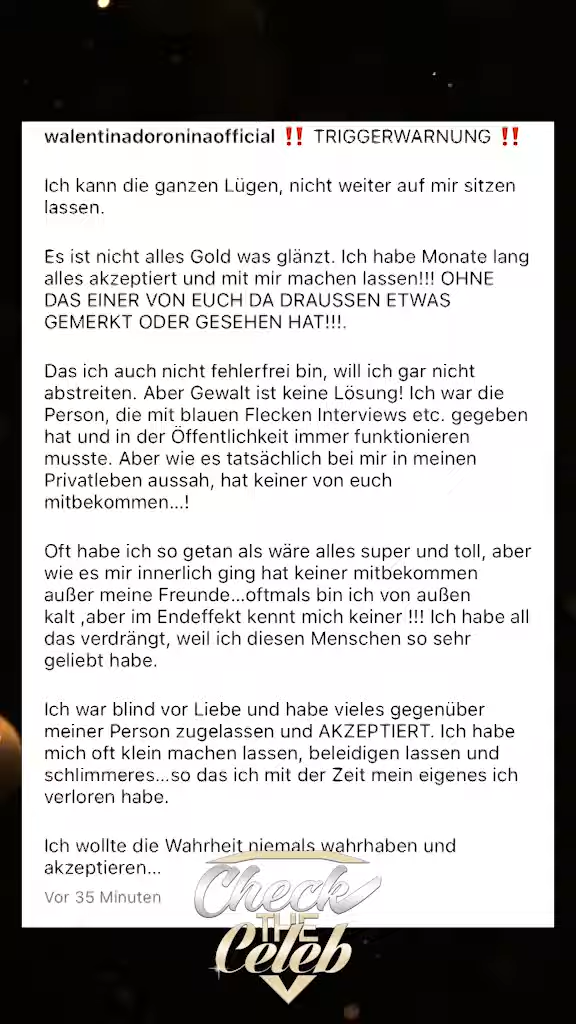 walentinadoroninaofficial ‼️ TRIGGERWARNUNG ‼️
Ich kann die ganzen Lügen, nicht weiter auf mir sitzen
lassen.
Es ist nicht alles Gold was glänzt. Ich habe Monate lang
alles akzeptiert und mit mir machen lassen!!! OHNE
DAS EINER VON EUCH DA DRAUSSEN ETWAS
GEMERKT ODER GESEHEN HAT!!!.
Das ich auch nicht fehlerfrei bin, will ich gar nicht
abstreiten. Aber Gewalt ist keine Lösung! Ich war die
Person, die mit blauen Flecken Interviews etc. gegeben
hat und in der Öffentlichkeit immer funktionieren
musste. Aber wie es tatsächlich bei mir in meinen
Privatleben aussah, hat keiner von euch
mitbekommen...!
Oft habe ich so getan als wäre alles super und toll, aber
wie es mir innerlich ging hat keiner mitbekommen
außer meine Freunde...oftmals bin ich von außen
kalt ,aber im Endeffekt kennt mich keiner !!! Ich habe all
das verdrängt, weil ich diesen Menschen so sehr
geliebt habe.
Ich war blind vor Liebe und habe vieles gegenüber
meiner Person zugelassen und AKZEPTIERT. Ich habe
mich oft klein machen lassen, beleidigen lassen und
schlimmeres...so das ich mit der Zeit mein eigenes ich
verloren habe.
Ich wollte die Wahrheit niemals wahrhaben und
akzeptieren...
Vor 35 Minuten
Check
THE
Celeb